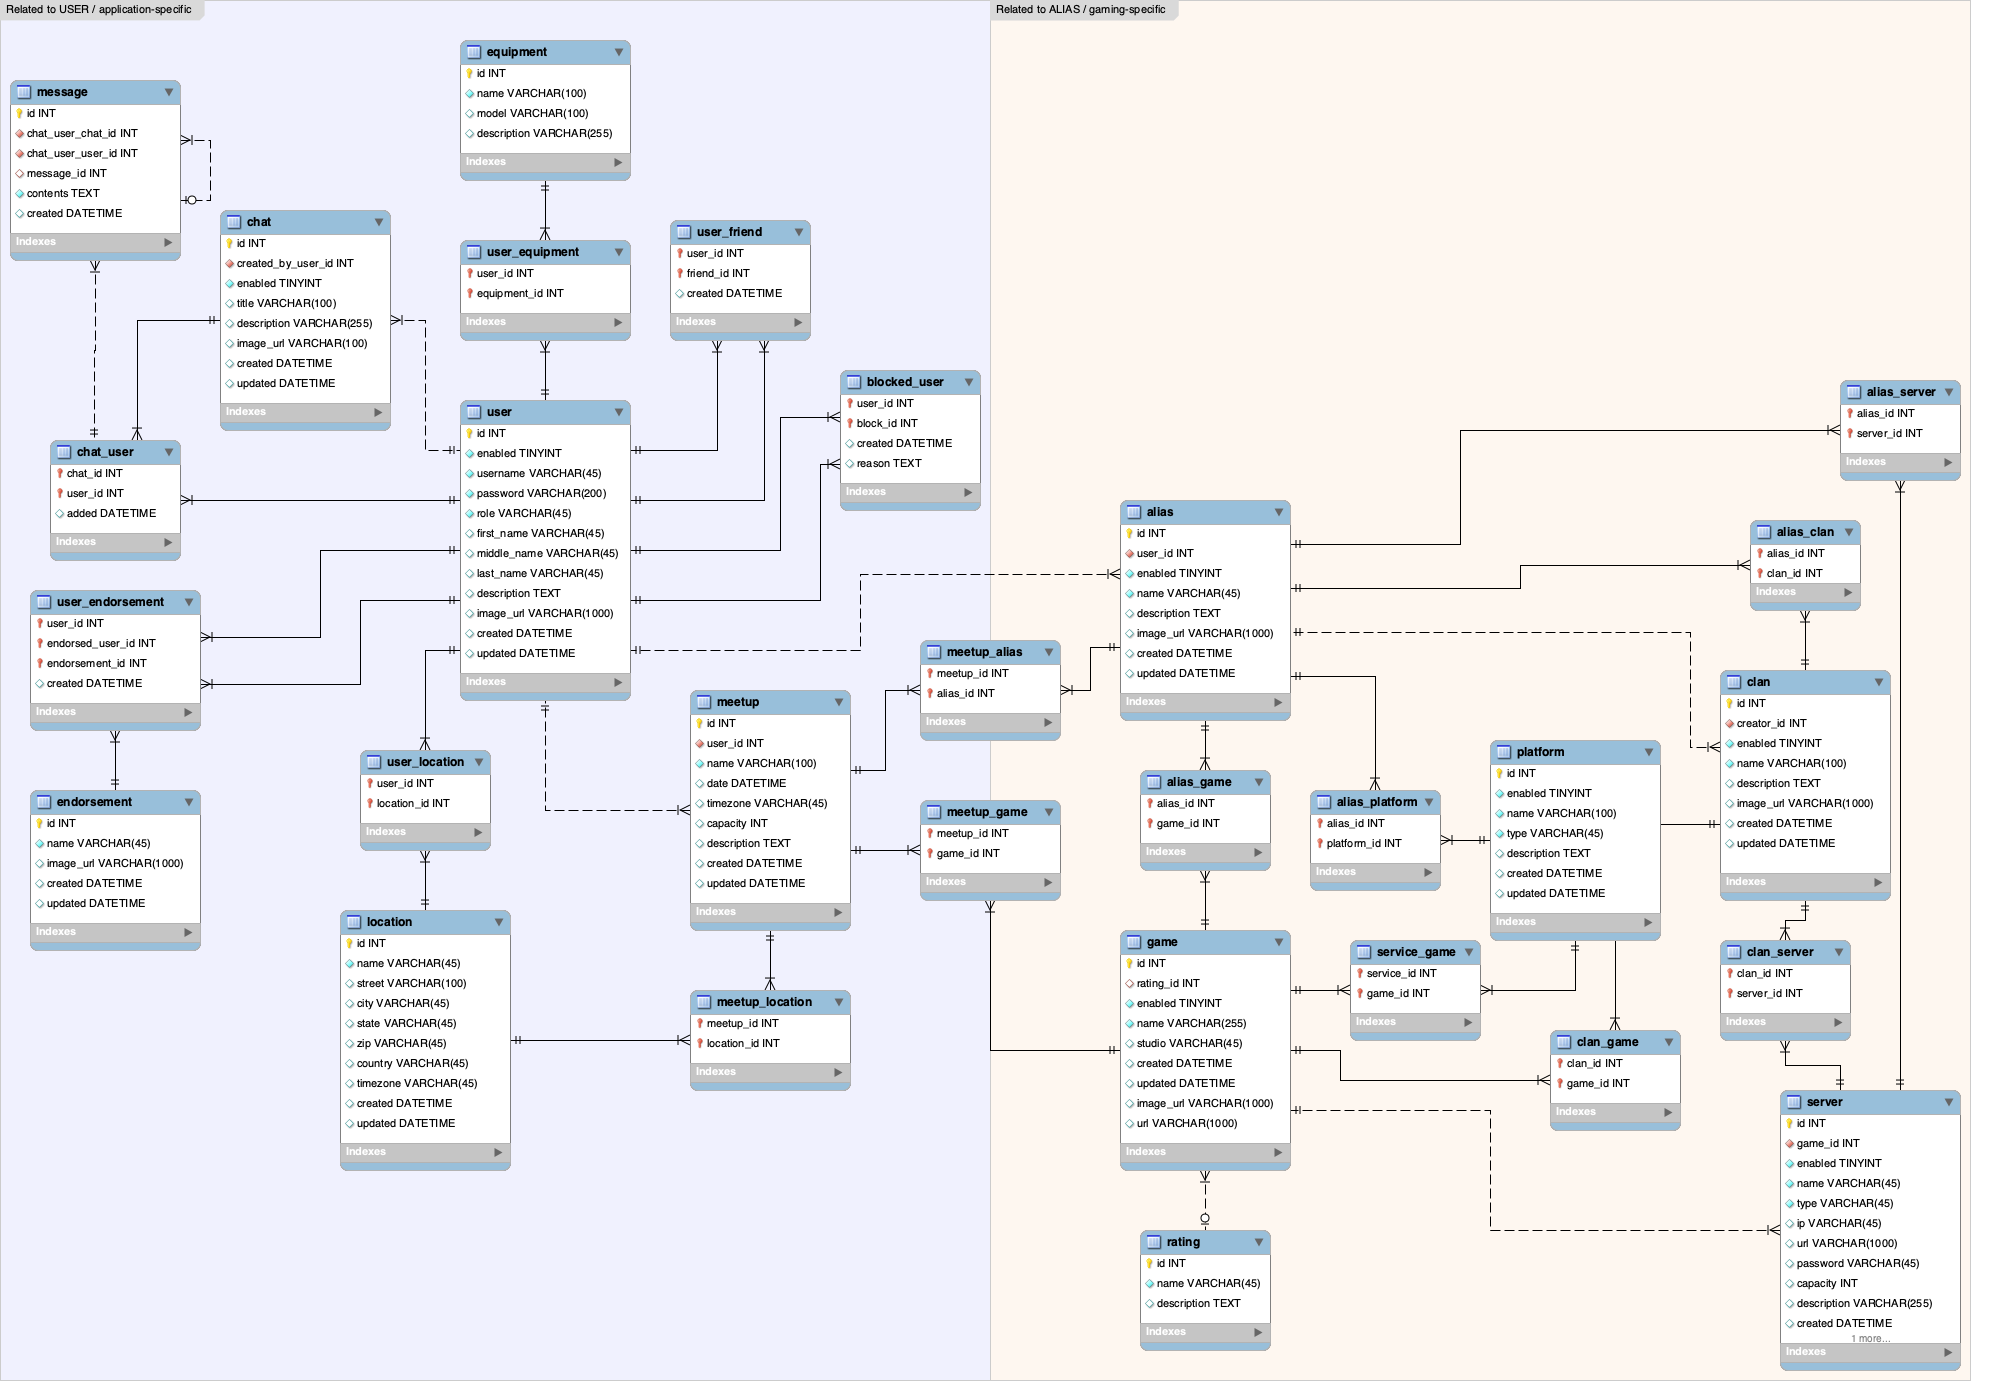 Related to USER / application-specific
Related to ALIAS / gaming-specific
equipment
id INT
name VARCHAR(100)
model VARCHAR(100)
description VARCHAR(255)
Indexes
message
id INT
chat_user_chat_id INT
chat_user_user_id INT
message_id INT
contents TEXT
created DATETIME
Indexes
chat
id INT
created_by_user_id INT
enabled TINYINT
title VARCHAR(100)
description VARCHAR(255)
image_url VARCHAR(100)
created DATETIME
updated DATETIME
Indexes
user_equipment
user_id INT
equipment_id INT
Indexes
user_friend
user_id INT
friend_id INT
created DATETIME
Indexes
blocked_user
user_id INT
block_id INT
created DATETIME
reason TEXT
Indexes
chat_user
chat_id INT
user_id INT
added DATETIME
Indexes
user
id INT
enabled TINYINT
username VARCHAR(45)
password VARCHAR(200)
role VARCHAR(45)
first_name VARCHAR(45)
middle_name VARCHAR(45)
last_name VARCHAR(45)
description TEXT
image_url VARCHAR(1000)
created DATETIME
updated DATETIME
Indexes
user_endorsement
user_id INT
endorsed_user_id INT
endorsement_id INT
created DATETIME
Indexes
endorsement
id INT
name VARCHAR(45)
image_url VARCHAR(1000)
created DATETIME
updated DATETIME
Indexes
user_location
user_id INT
location_id INT
Indexes
location
id INT
name VARCHAR(45)
street VARCHAR(100)
city VARCHAR(45)
state VARCHAR(45)
zip VARCHAR(45)
country VARCHAR(45)
timezone VARCHAR(45)
created DATETIME
updated DATETIME
Indexes
meetup
id INT
user_id INT
name VARCHAR(100)
date DATETIME
timezone VARCHAR(45)
capacity INT
description TEXT
created DATETIME
updated DATETIME
Indexes
meetup_location
meetup_id INT
location_id INT
Indexes
meetup_alias
meetup_id INT
alias_id INT
Indexes
meetup_game
meetup_id INT
game_id INT
Indexes
alias
id INT
user_id INT
enabled TINYINT
name VARCHAR(45)
description TEXT
image_url VARCHAR(1000)
created DATETIME
updated DATETIME
Indexes
alias_server
alias_id INT
server_id INT
Indexes
alias_clan
alias_id INT
clan_id INT
Indexes
clan
id INT
creator_id INT
enabled TINYINT
name VARCHAR(100)
description TEXT
image_url VARCHAR(1000)
created DATETIME
updated DATETIME
Indexes
alias_game
alias_id INT
game_id INT
Indexes
alias_platform
alias_id INT
platform_id INT
Indexes
platform
id INT
enabled TINYINT
name VARCHAR(100)
type VARCHAR(45)
description TEXT
created DATETIME
updated DATETIME
Indexes
game
id INT
rating_id INT
enabled TINYINT
name VARCHAR(255)
studio VARCHAR(45)
created DATETIME
updated DATETIME
image_url VARCHAR(1000)
url VARCHAR(1000)
Indexes
service_game
service_id INT
game_id INT
Indexes
clan_game
clan_id INT
game_id INT
Indexes
clan_server
clan_id INT
server_id INT
Indexes
server
id INT
game_id INT
enabled TINYINT
name VARCHAR(45)
type VARCHAR(45)
ip VARCHAR(45)
url VARCHAR(1000)
password VARCHAR(45)
capacity INT
description VARCHAR(255)
created DATETIME
1 more...
Indexes
rating
id INT
name VARCHAR(45)
description TEXT
Indexes